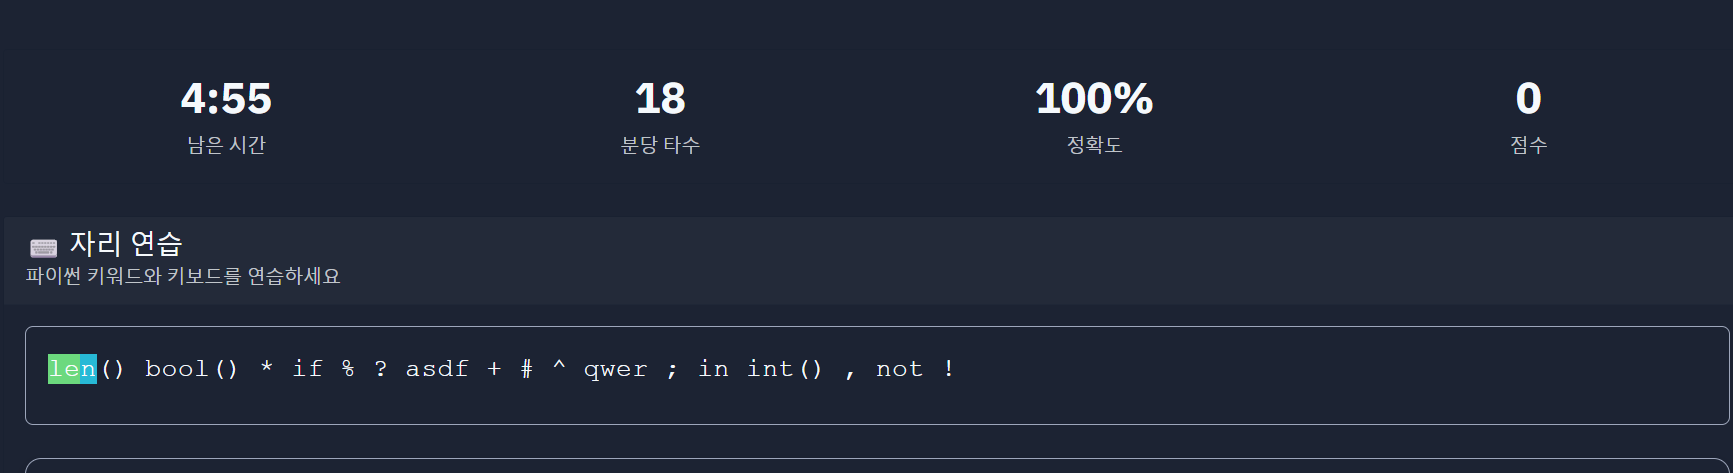 4:55 18 100% 0
남은 시간 분당 타수 정확도 점수
자리 연습
파이썬 키워드와 키보드를 연습하세요
len() bool() * if % ? asdf + # ^ qwer ; in int() , not !